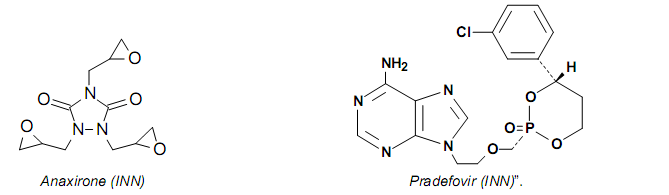 O
N
O O
O N N
O
Anaxirone (INN)
Cl
H
NH2
N
O
N
O=P
O
N
N
O
Pradefovir (INN)”.